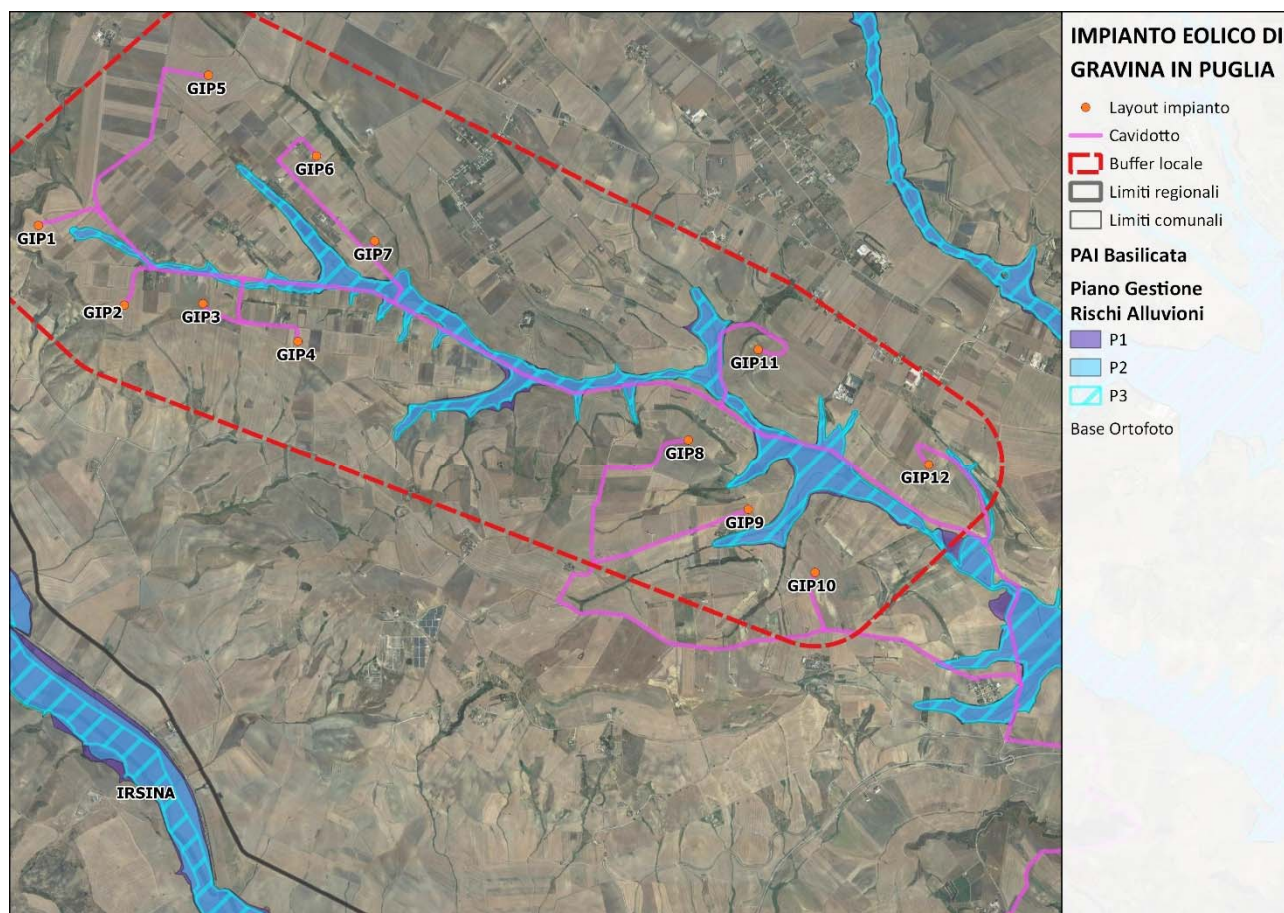 IMPIANTO EOLICO DI
GRAVINA IN PUGLIA
Layout impianto
Cavidotto
Buffer locale
Limiti regionali
Limiti comunali
PAI Basilicata
Piano Gestione
Rischi Alluvioni
P1
P2
P3
Base Ortofoto
GIP5
GIP6
GIP1
GIP7
GIP2
GIP3
GIP4
GIP11
GIP8
GIP12
GIP9
GIP10
IRSINA